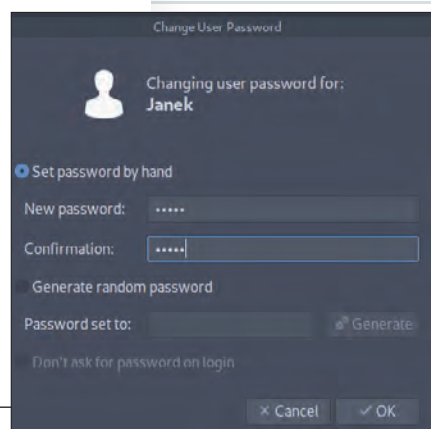 Change User Password
Changing user password for:
Janek
Set password by hand
New password: •••••
Confirmation: •••••
Generate random password
Password set to:
Generate
Don't ask for password on login
× Cancel
✓ OK